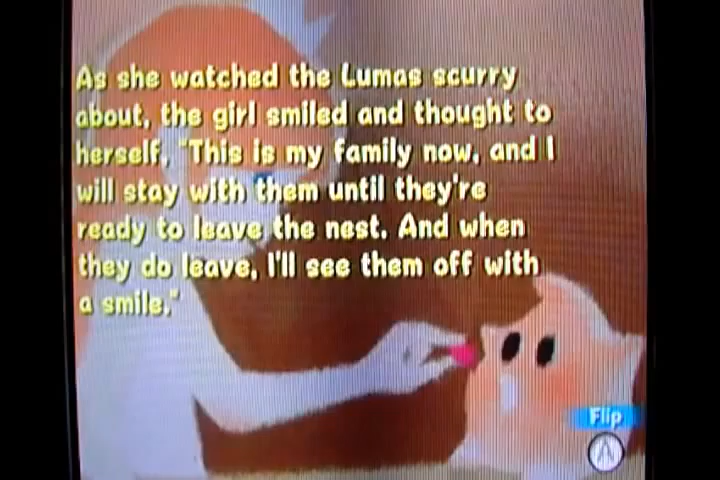 As she watched the Lumas scurry
about, the girl smiled and thought to
herself, "This is my family now, and I
will stay with them until they're
ready to leave the nest. And when
they do leave, I'll see them off with
a smile."
Flip
A